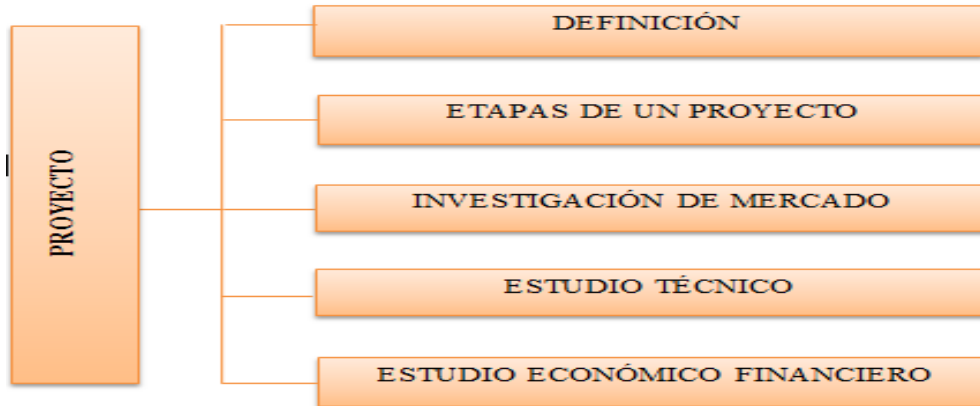 PROYECTO
DEFINICIÓN
ETAPAS DE UN PROYECTO
INVESTIGACIÓN DE MERCADO
ESTUDIO TÉCNICO
ESTUDIO ECONÓMICO FINANCIERO